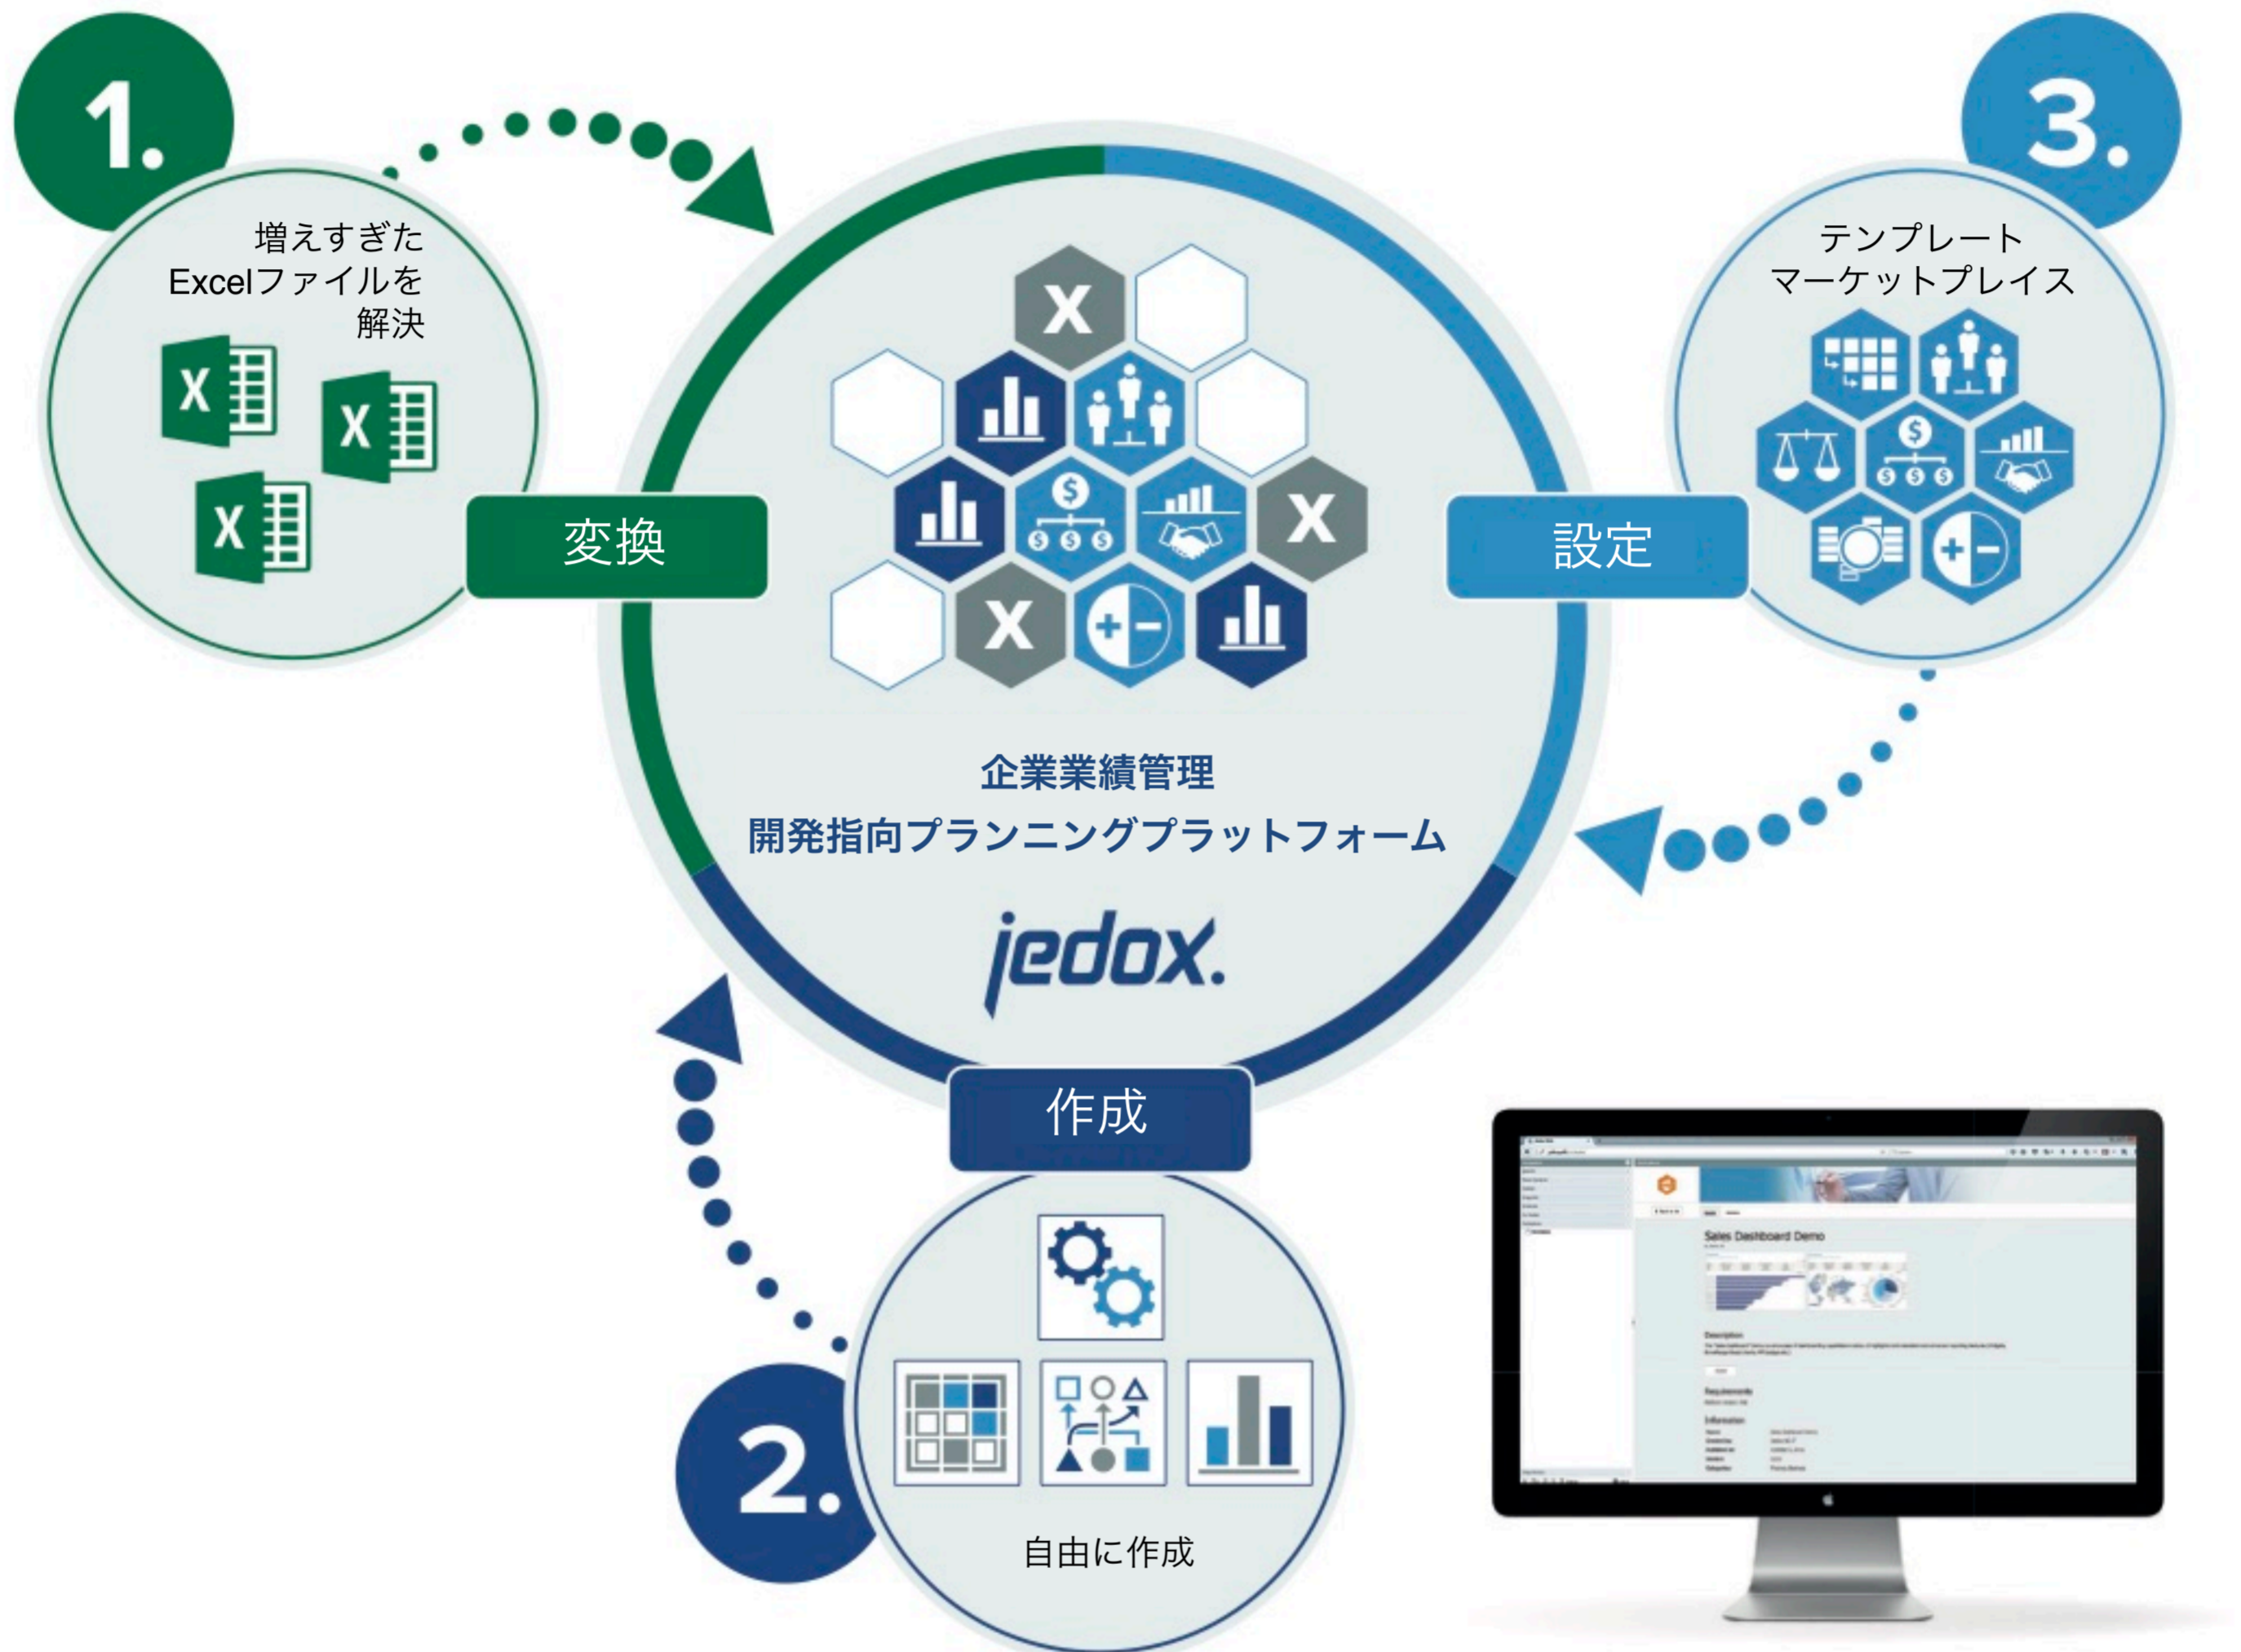 1.
増えすぎた
Excelファイルを
解決
X
X
X
変換
3.
テンプレート
マーケットプレイス
$
$ $ $
+ -
設定
X
$
$ $ $
X
X
+ -
企業業績管理
開発指向プランニングプラットフォーム
jedox.
作成
2.
自由に作成
Sales Dashboard Demo
Description
Requirements
Information